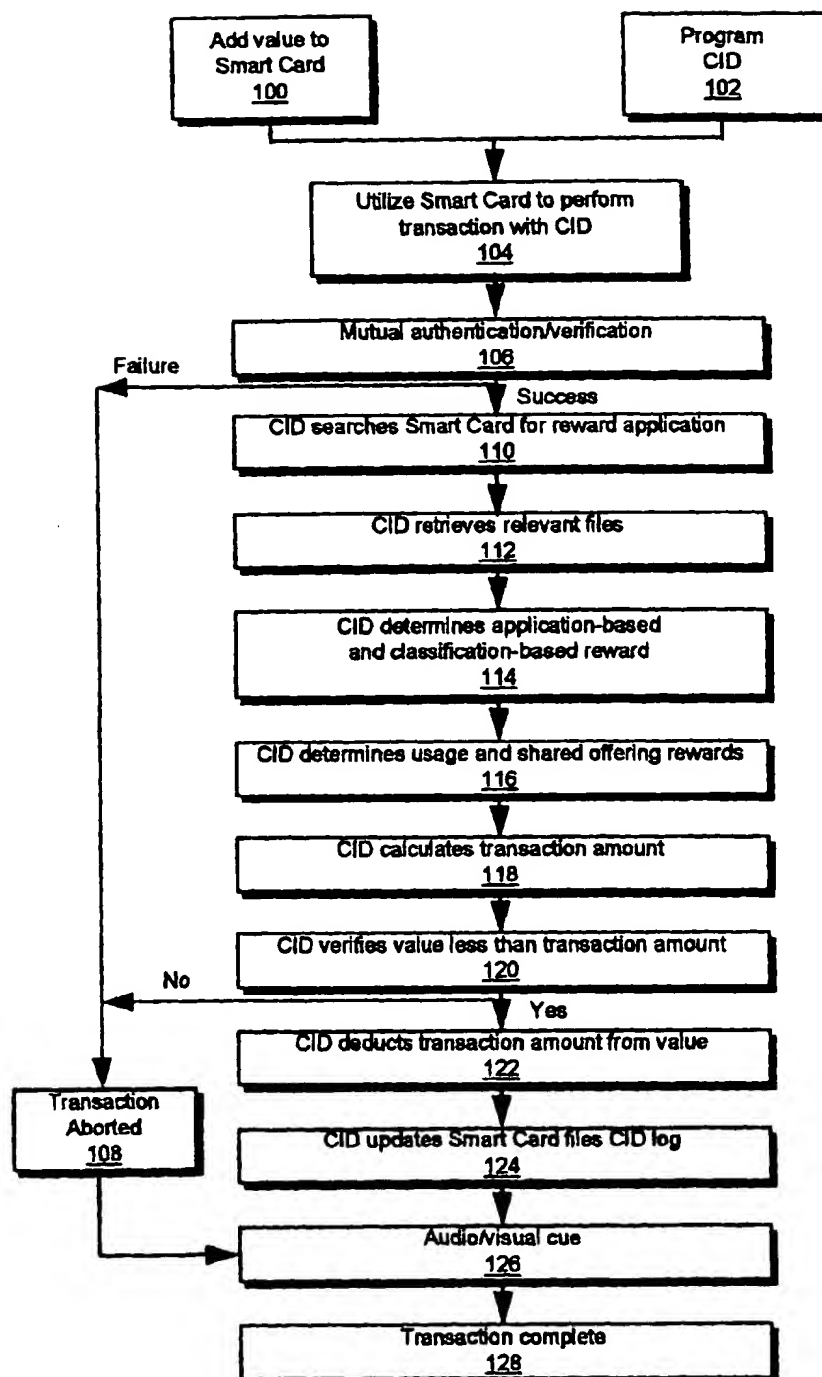 Add value to
Smart Card
100
Program
CID
102
Utilize Smart Card to perform
transaction with CID
104
Mutual authentication/verification
106
Failure
Success
CID searches Smart Card for reward application
110
CID retrieves relevant files
112
CID determines application-based
and classification-based reward
114
CID determines usage and shared offering rewards
116
CID calculates transaction amount
118
CID verifies value less than transaction amount
120
No
Yes
CID deducts transaction amount from value
122
Transaction
Aborted
108
CID updates Smart Card files CID log
124
Audio/visual cue
126
Transaction complete
128